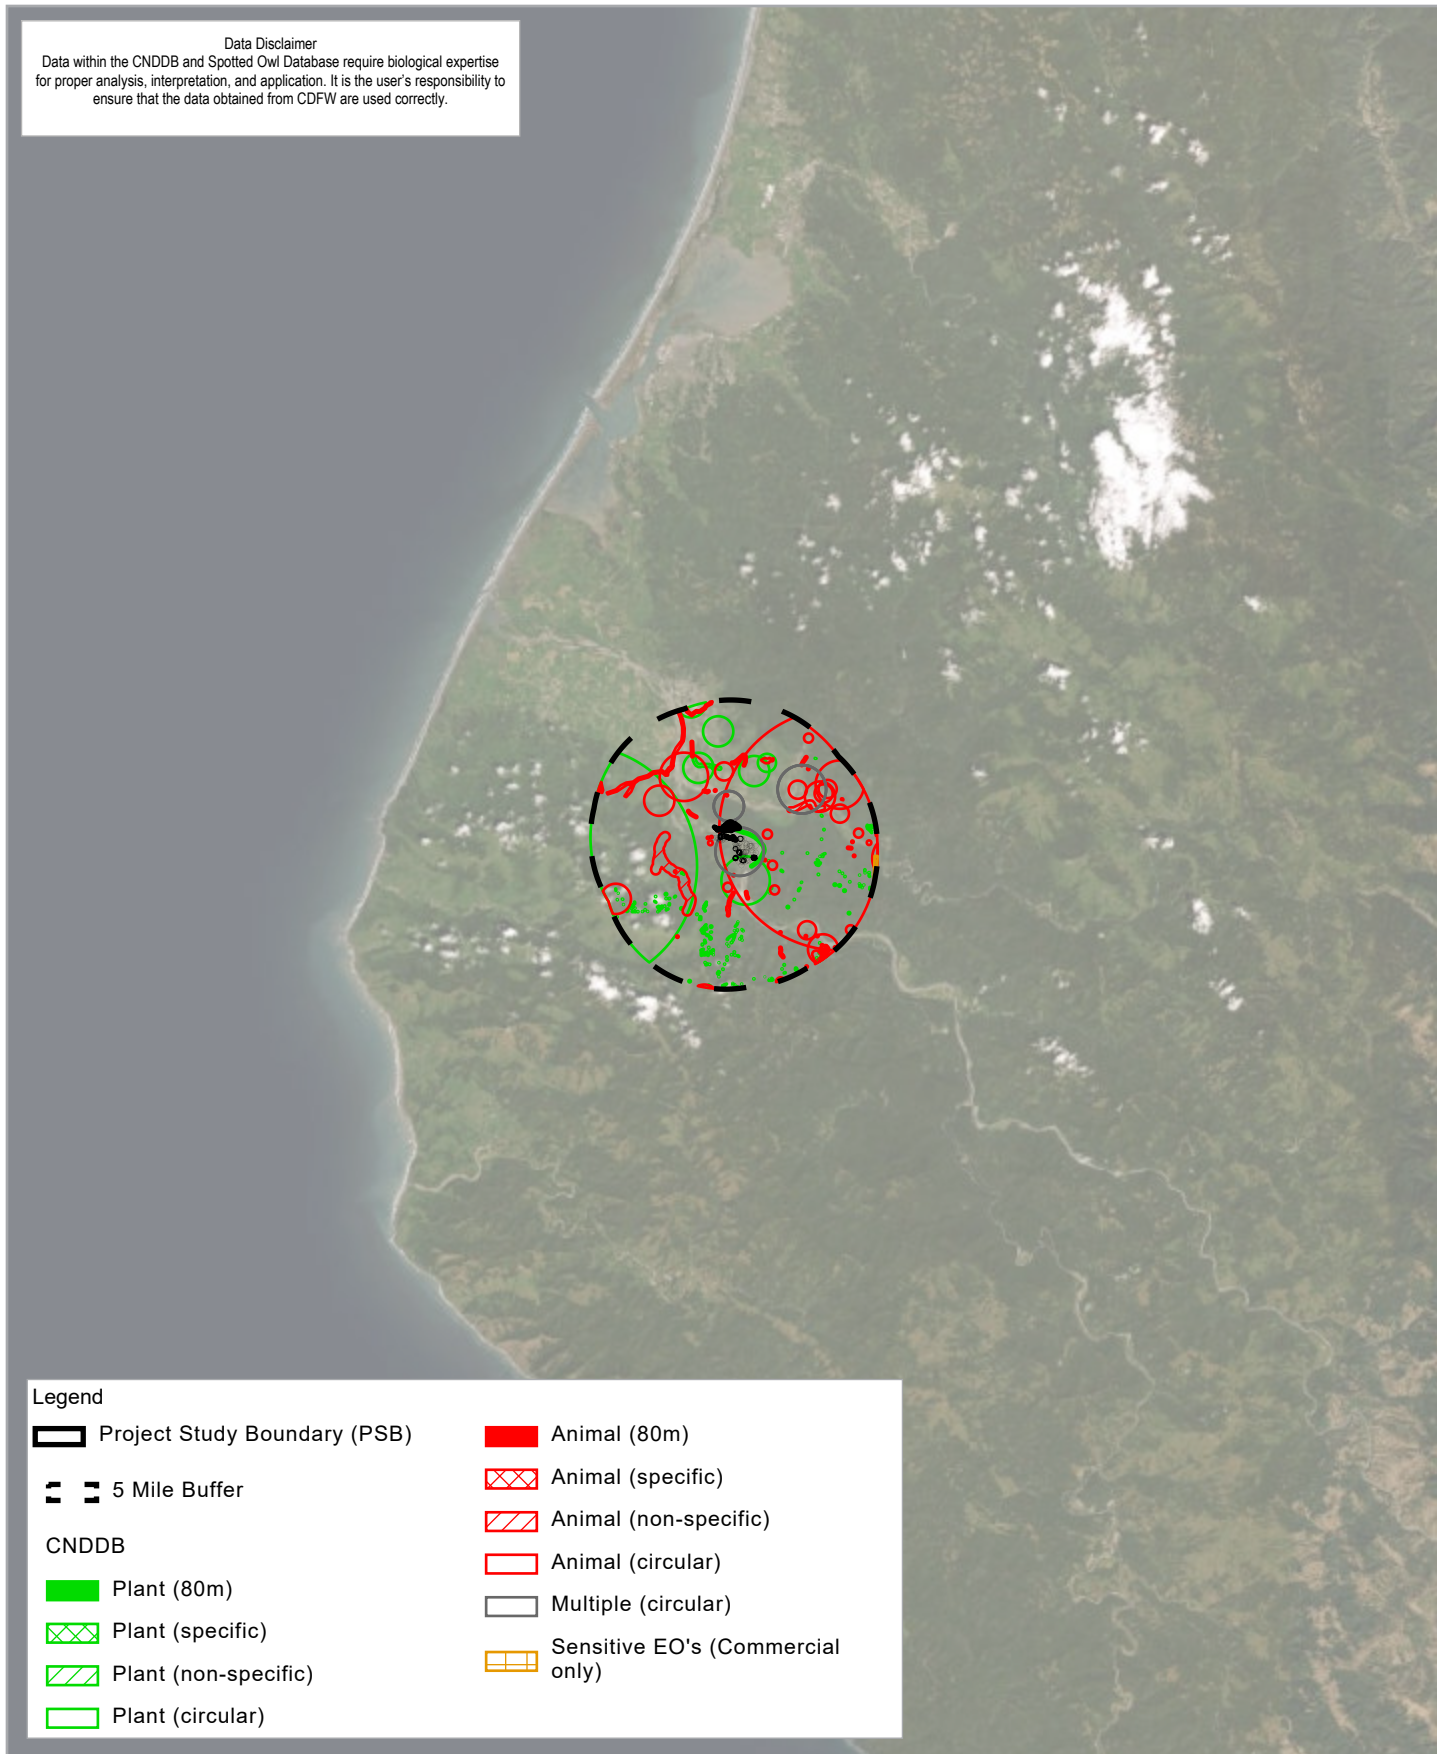 Data Disclaimer
Data within the CNDDB and Spotted Owl Database require biological expertise
for proper analysis, interpretation, and application. It is the user's responsibility to
ensure that the data obtained from CDFW are used correctly.
Legend
Project Study Boundary (PSB)
5 Mile Buffer
CNDDB
Plant (80m)
Plant (specific)
Plant (non-specific)
Plant (circular)
Animal (80m)
Animal (specific)
Animal (non-specific)
Animal (circular)
Multiple (circular)
Sensitive EO's (Commercial
only)